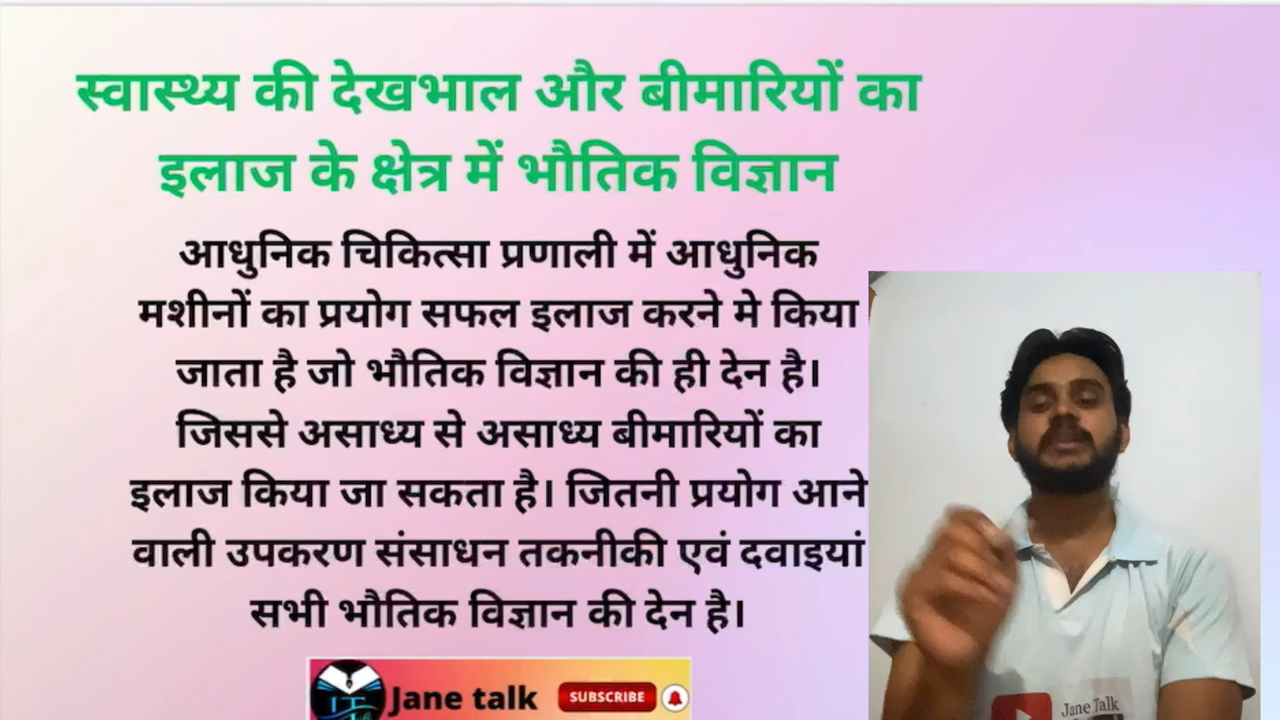 स्वास्थ्य की देखभाल और बीमारियों का
इलाज के क्षेत्र में भौतिक विज्ञान
आधुनिक चिकित्सा प्रणाली में आधुनिक
मशीनों का प्रयोग सफल इलाज करने मे किया
जाता है जो भौतिक विज्ञान की ही देन है।
जिससे असाध्य से असाध्य बीमारियों का
इलाज किया जा सकता है। जितनी प्रयोग आने
वाली उपकरण संसाधन तकनीकी एवं दवाइयां
सभी भौतिक विज्ञान की देन है।
Jane talk
SUBSCRIBE
Jane Talk